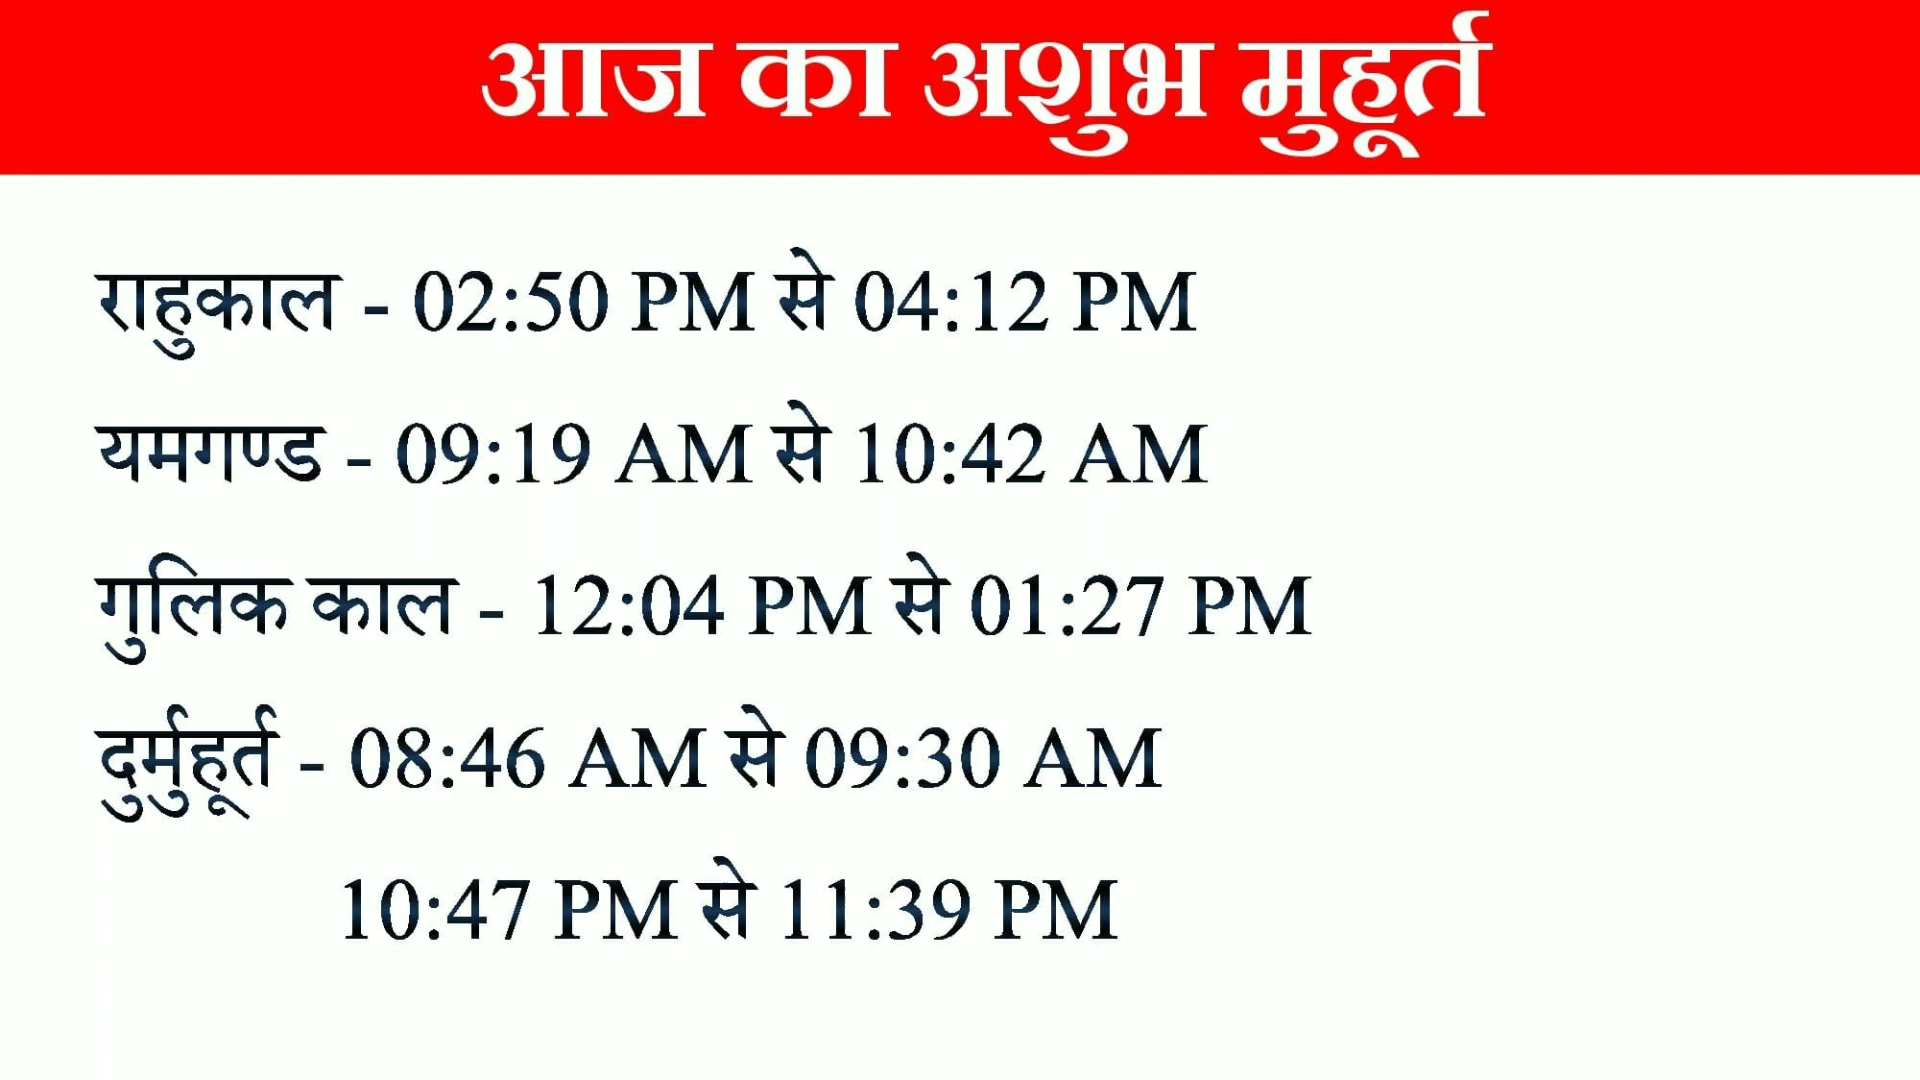 आज का अशुभ मुहूर्त
राहुकाल - 02:50 PM से 04:12 PM
यमगण्ड - 09:19 AM से 10:42 AM
गुलिक काल - 12:04 PM से 01:27 PM
दुर्मुहूर्त - 08:46 AM से 09:30 AM
10:47 PM से 11:39 PM